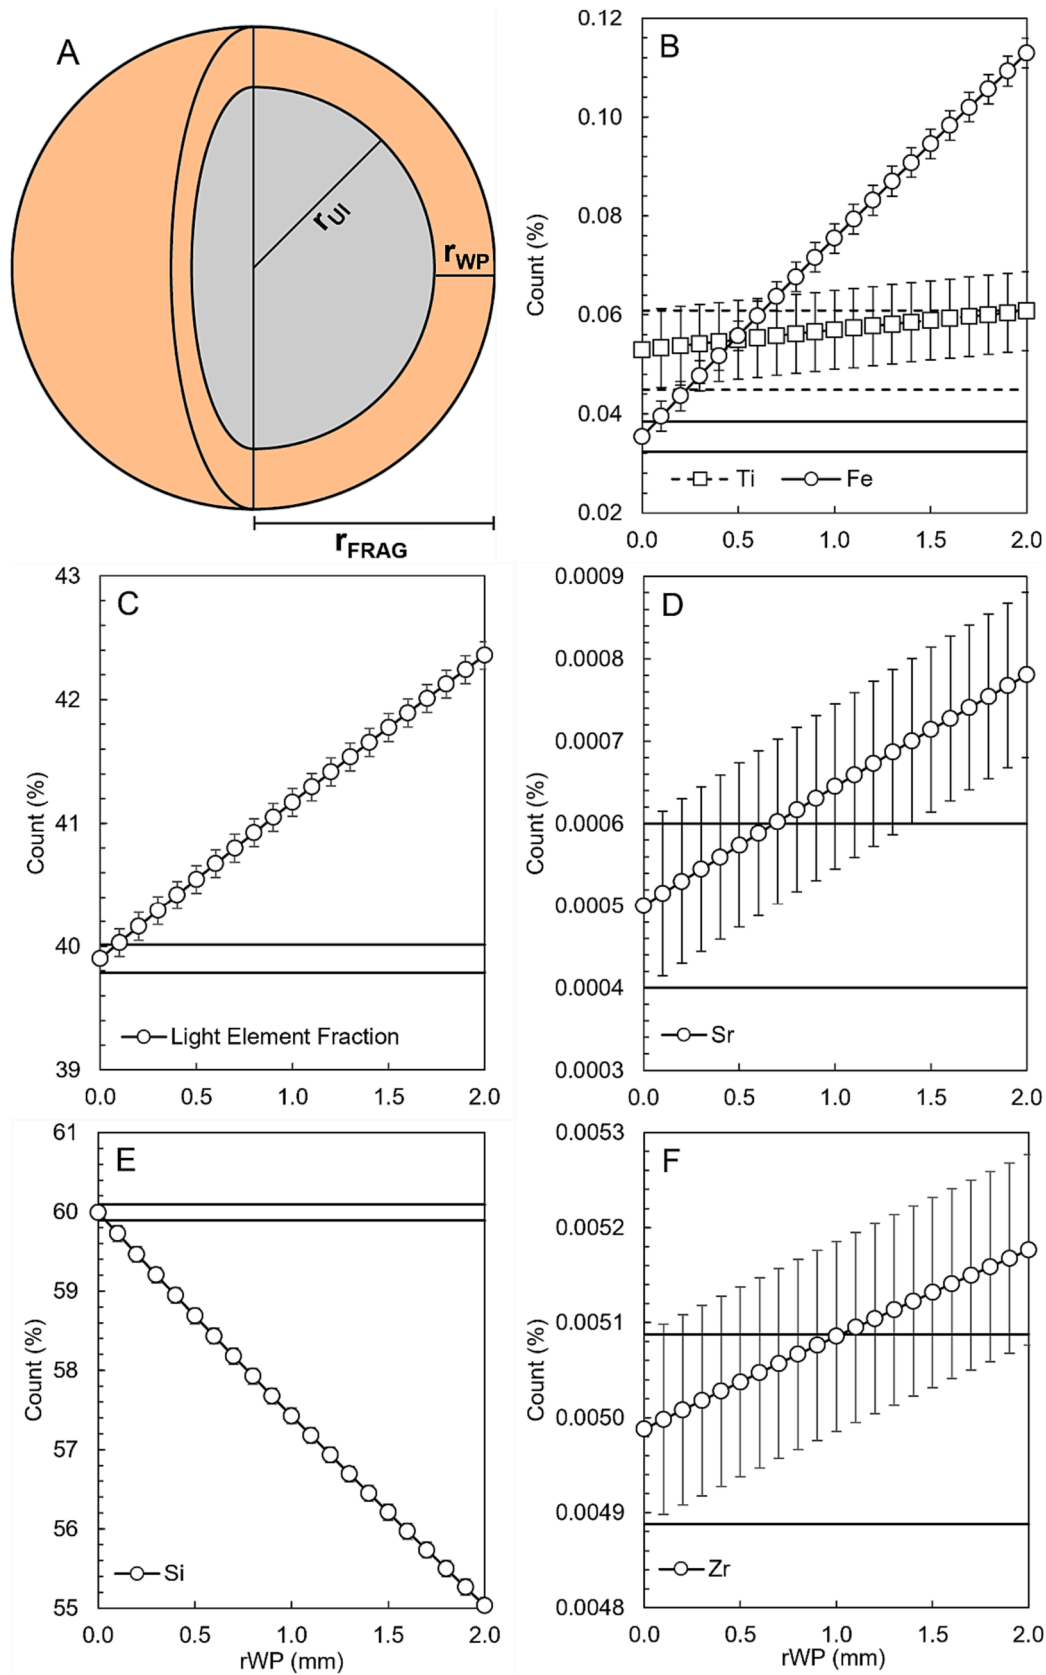 A
rUI
rWP
rFRAG
B
0.12
0.10
0.08
0.06
0.04
0.02
Count (%)
Ti Fe
0.0 0.5 1.0 1.5 2.0
C
43
42
41
40
39
Count (%)
Light Element Fraction
0.0 0.5 1.0 1.5 2.0
D
0.0009
0.0008
0.0007
0.0006
0.0005
0.0004
0.0003
Count (%)
Sr
0.0 0.5 1.0 1.5 2.0
E
61
60
59
58
57
56
55
Count (%)
Si
0.0 0.5 1.0 1.5 2.0
rWP (mm)
F
0.0053
0.0052
0.0051
0.0050
0.0049
0.0048
Count (%)
Zr
0.0 0.5 1.0 1.5 2.0
rWP (mm)